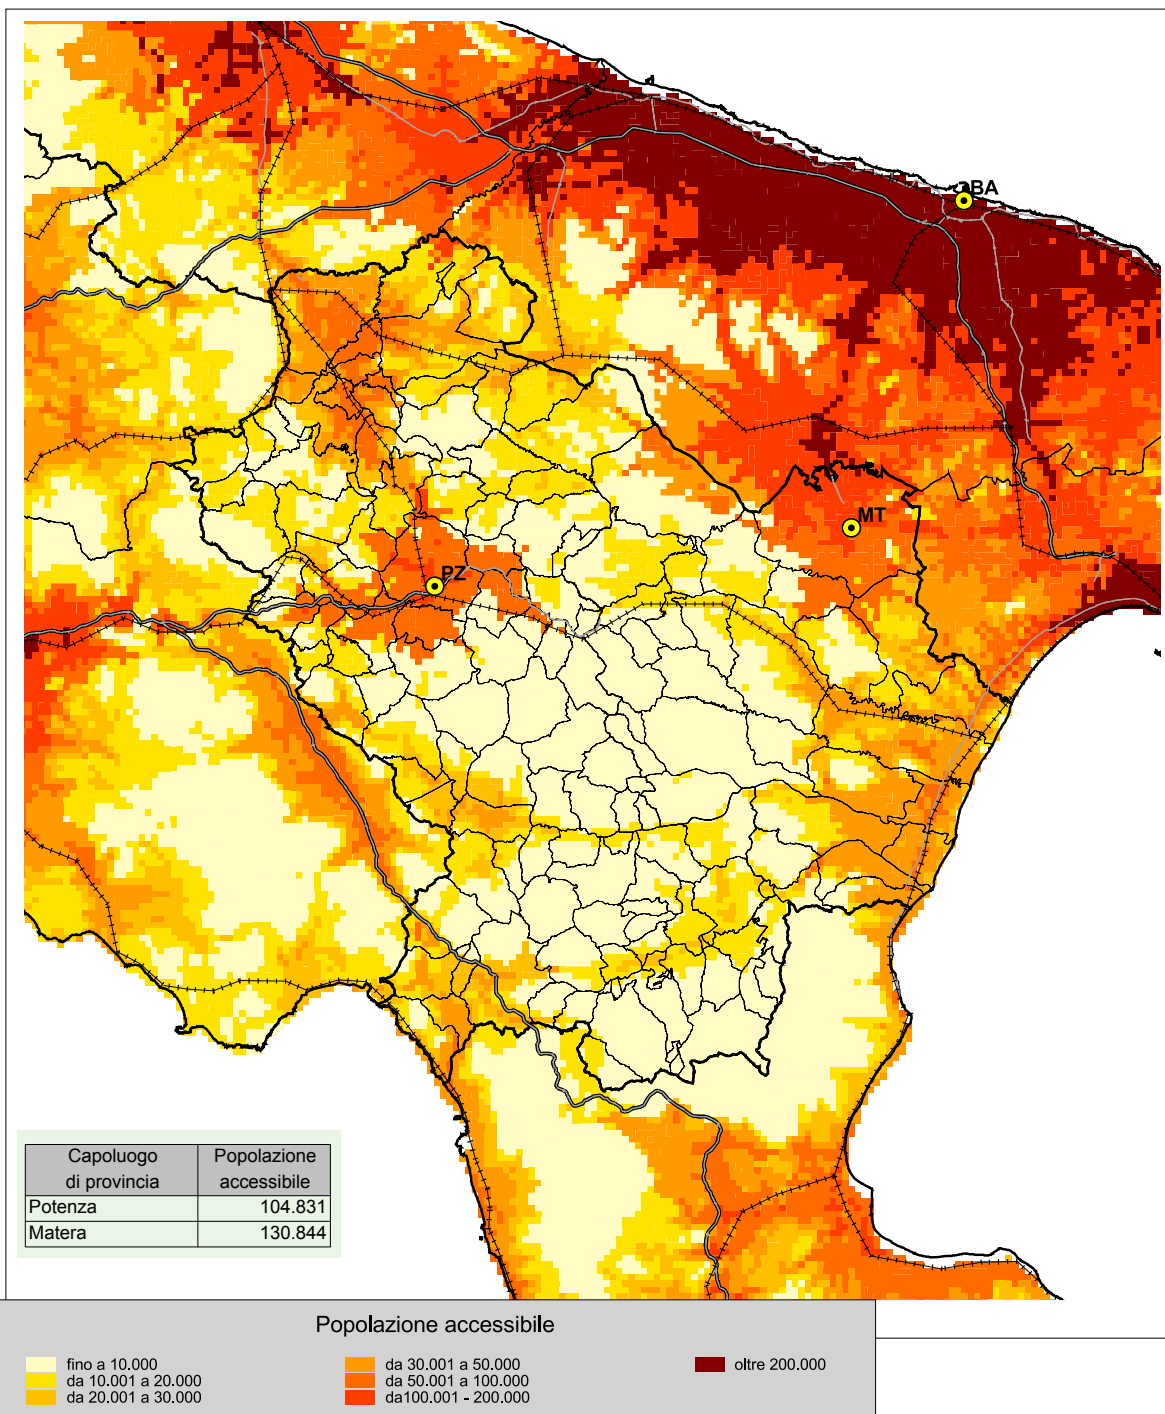 BA
MT
PZ
Capoluogo di provincia Popolazione accessibile
Potenza 104.831
Matera 130.844
Popolazione accessibile
fino a 10.000
da 10.001 a 20.000
da 20.001 a 30.000
da 30.001 a 50.000
da 50.001 a 100.000
da100.001 - 200.000
oltre 200.000